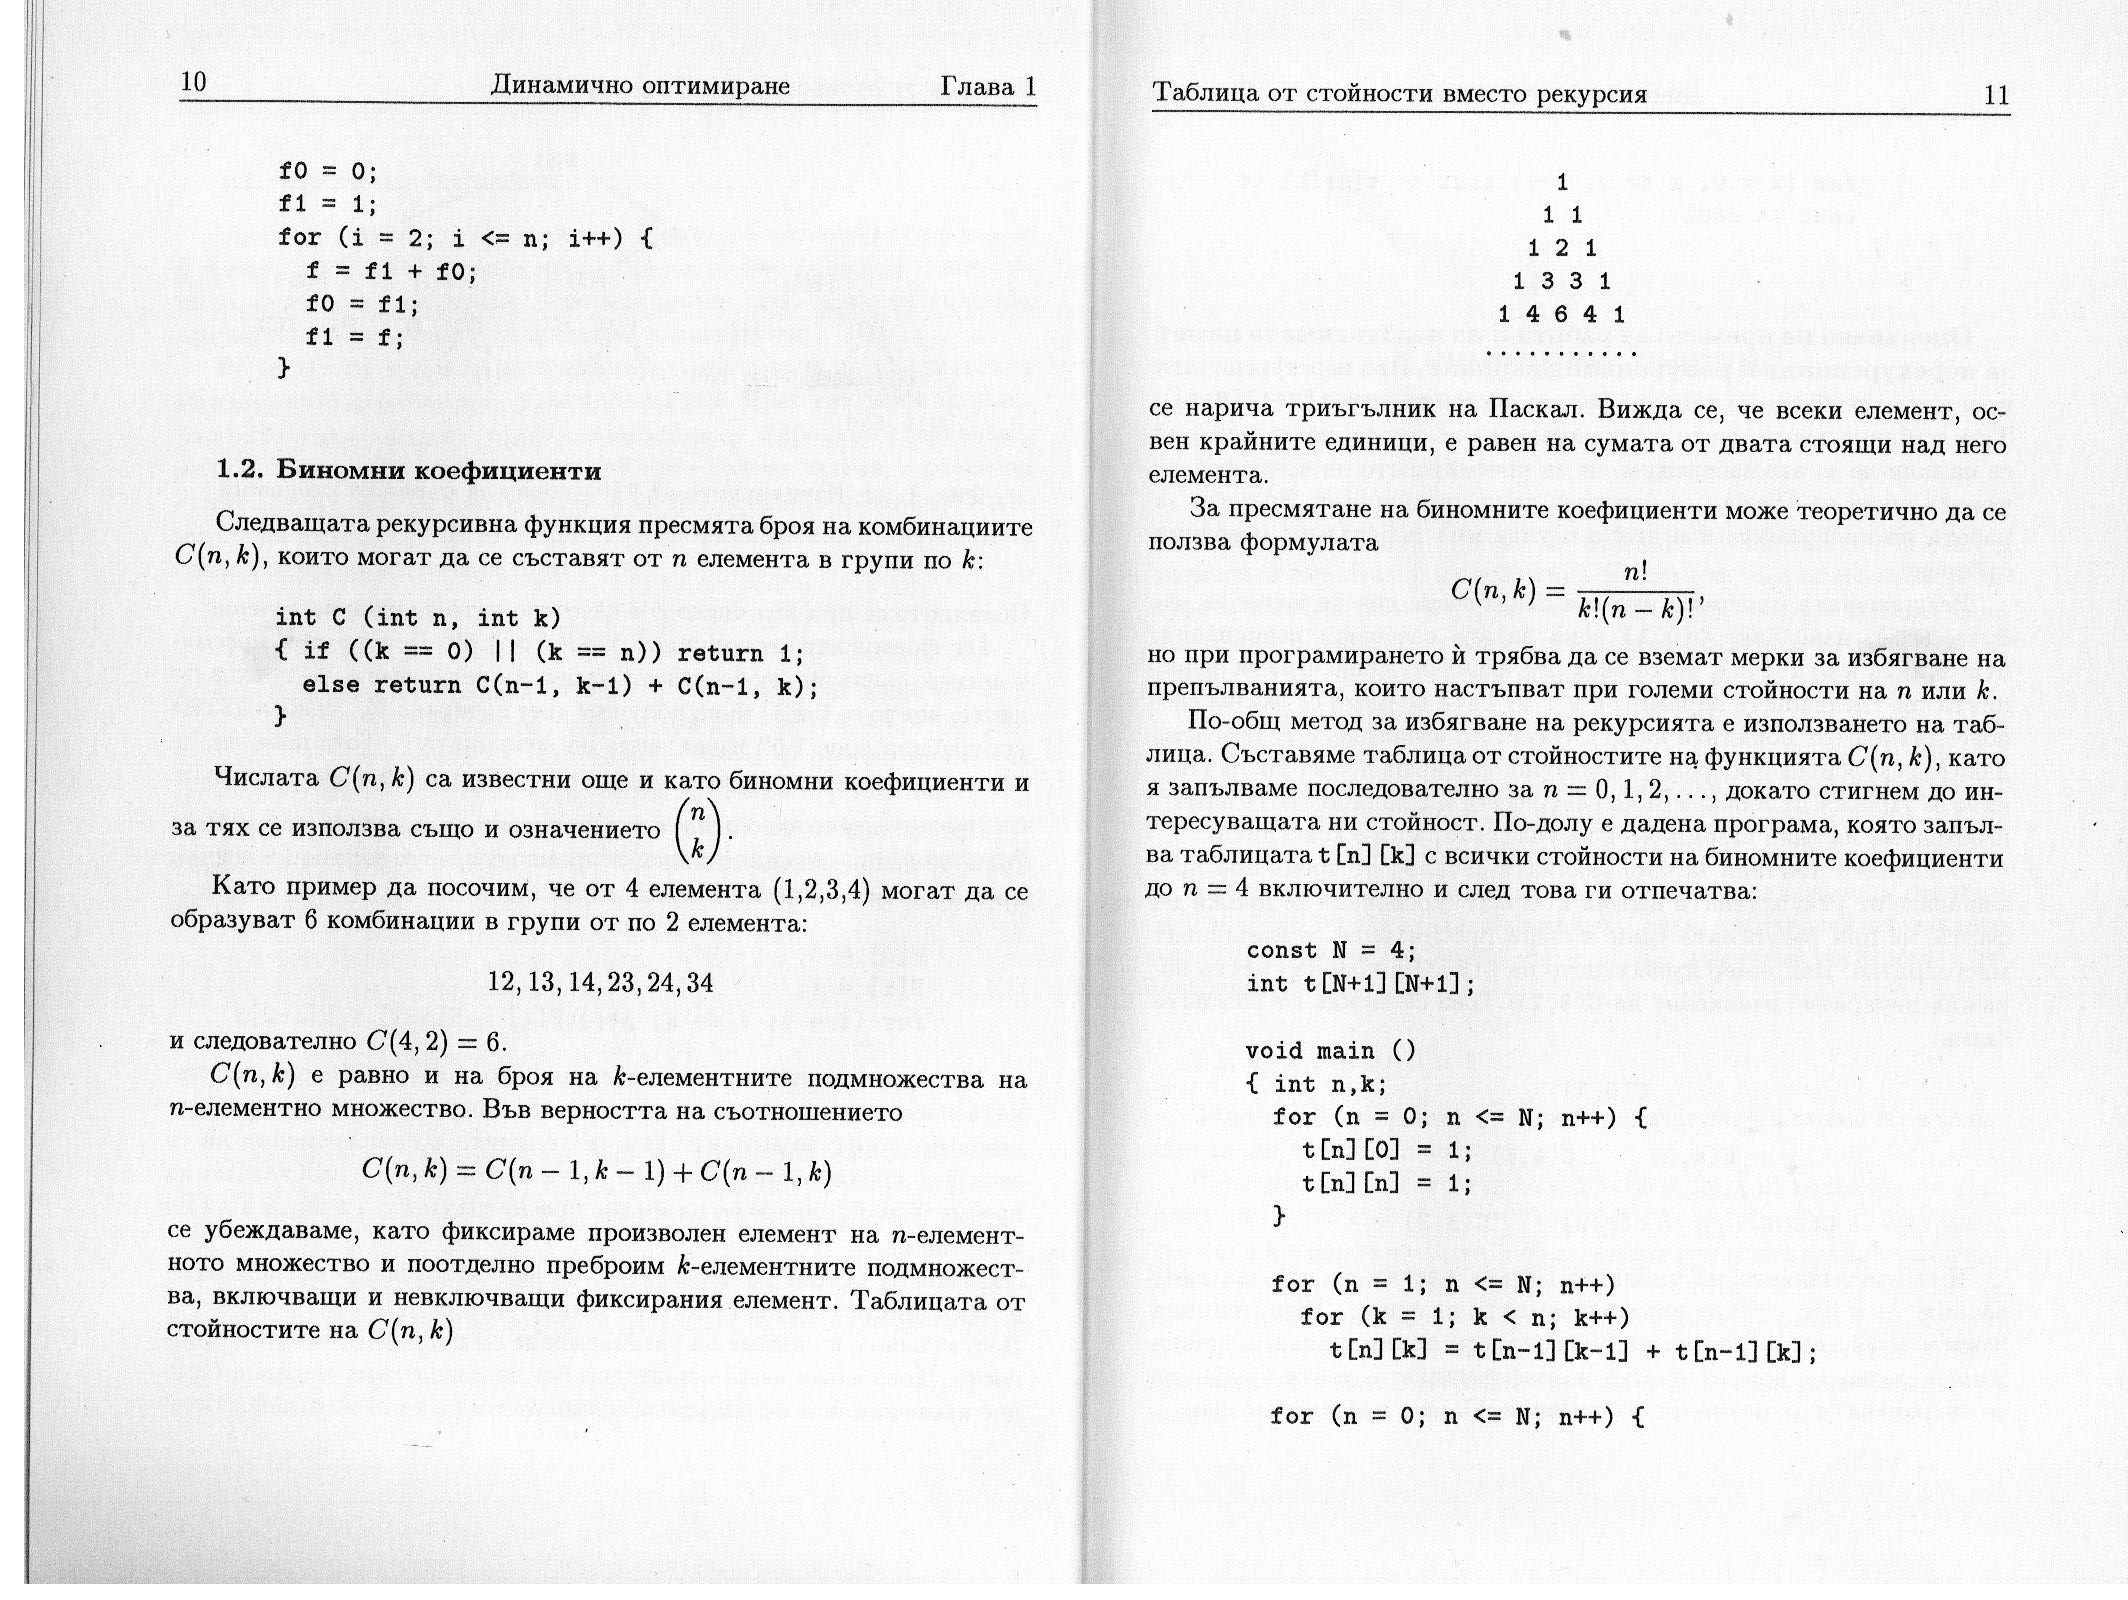 10 Динамично оптимиране Глава 1
f0 = 0;
f1 = 1;
for (i = 2; i <= n; i++) {
f = f1 + f0;
f0 = f1;
f1 = f;
}
1.2. Биномни коефициенти
Следващата рекурсивна функция пресмята броя на комбинациите
C(n, k), които могат да се съставят от n елемента в групи по k:
int C (int n, int k)
{ if ((k == 0) || (k == n)) return 1;
else return C(n-1, k-1) + C(n-1, k);
}
Числата C(n, k) са известни още и като биномни коефициенти и
за тях се използва също и означението (n k).
Като пример да посочим, че от 4 елемента (1,2,3,4) могат да се
образуват 6 комбинации в групи от по 2 елемента:
12, 13, 14, 23, 24, 34
и следователно C(4, 2) = 6.
C(n, k) е равно и на броя на k-елементните подмножества на
n-елементно множество. Във верността на съотношението
C(n, k) = C(n − 1, k − 1) + C(n − 1, k)
се убеждаваме, като фиксираме произволен елемент на n-елемент-
ното множество и поотделно преброим k-елементните подмножест-
ва, включващи и невключващи фиксирания елемент. Таблицата от
стойностите на C(n, k)
Таблица от стойности вместо рекурсия 11
1
1 1
1 2 1
1 3 3 1
1 4 6 4 1
...........
се нарича триъгълник на Паскал. Вижда се, че всеки елемент, ос-
вен крайните единици, е равен на сумата от двата стоящи над него
елемента.
За пресмятане на биномните коефициенти може теоретично да се
ползва формулата
C(n, k) = n! / k!(n − k)!,
но при програмирането ѝ трябва да се вземат мерки за избягване на
препълванията, които настъпват при големи стойности на n или k.
По-общ метод за избягване на рекурсията е използването на таб-
лица. Съставяме таблица от стойностите на функцията C(n, k), като
я запълваме последователно за n = 0, 1, 2, . . ., докато стигнем до ин-
тересуващата ни стойност. По-долу е дадена програма, която запъл-
ва таблицата t[n][k] с всички стойности на биномните коефициенти
до n = 4 включително и след това ги отпечатва:
const N = 4;
int t[N+1][N+1];
void main ()
{ int n,k;
for (n = 0; n <= N; n++) {
t[n][0] = 1;
t[n][n] = 1;
}
for (n = 1; n <= N; n++)
for (k = 1; k < n; k++)
t[n][k] = t[n-1][k-1] + t[n-1][k];
for (n = 0; n <= N; n++) {